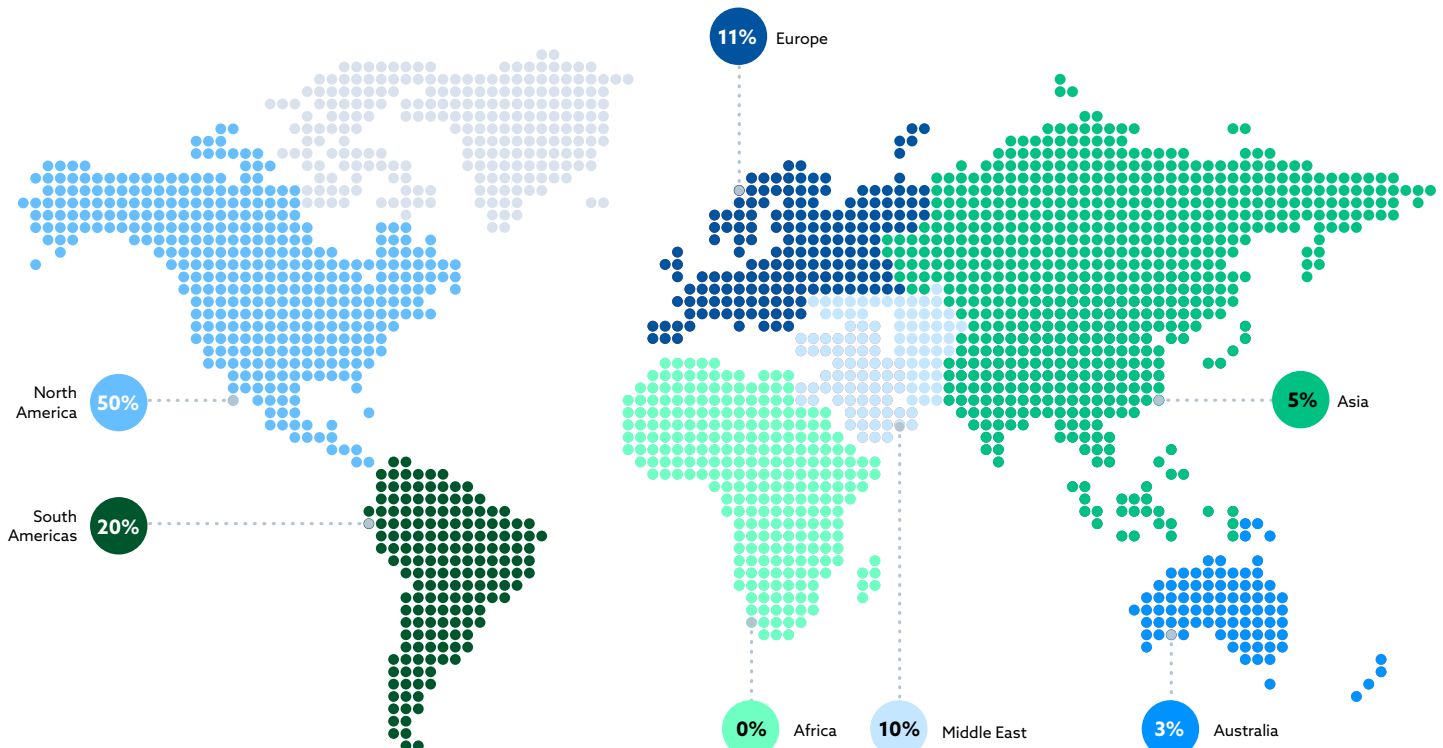 11%
Europe
North
America
50%
5%
Asia
South
Americas
20%
0%
Africa
10%
Middle East
3%
Australia